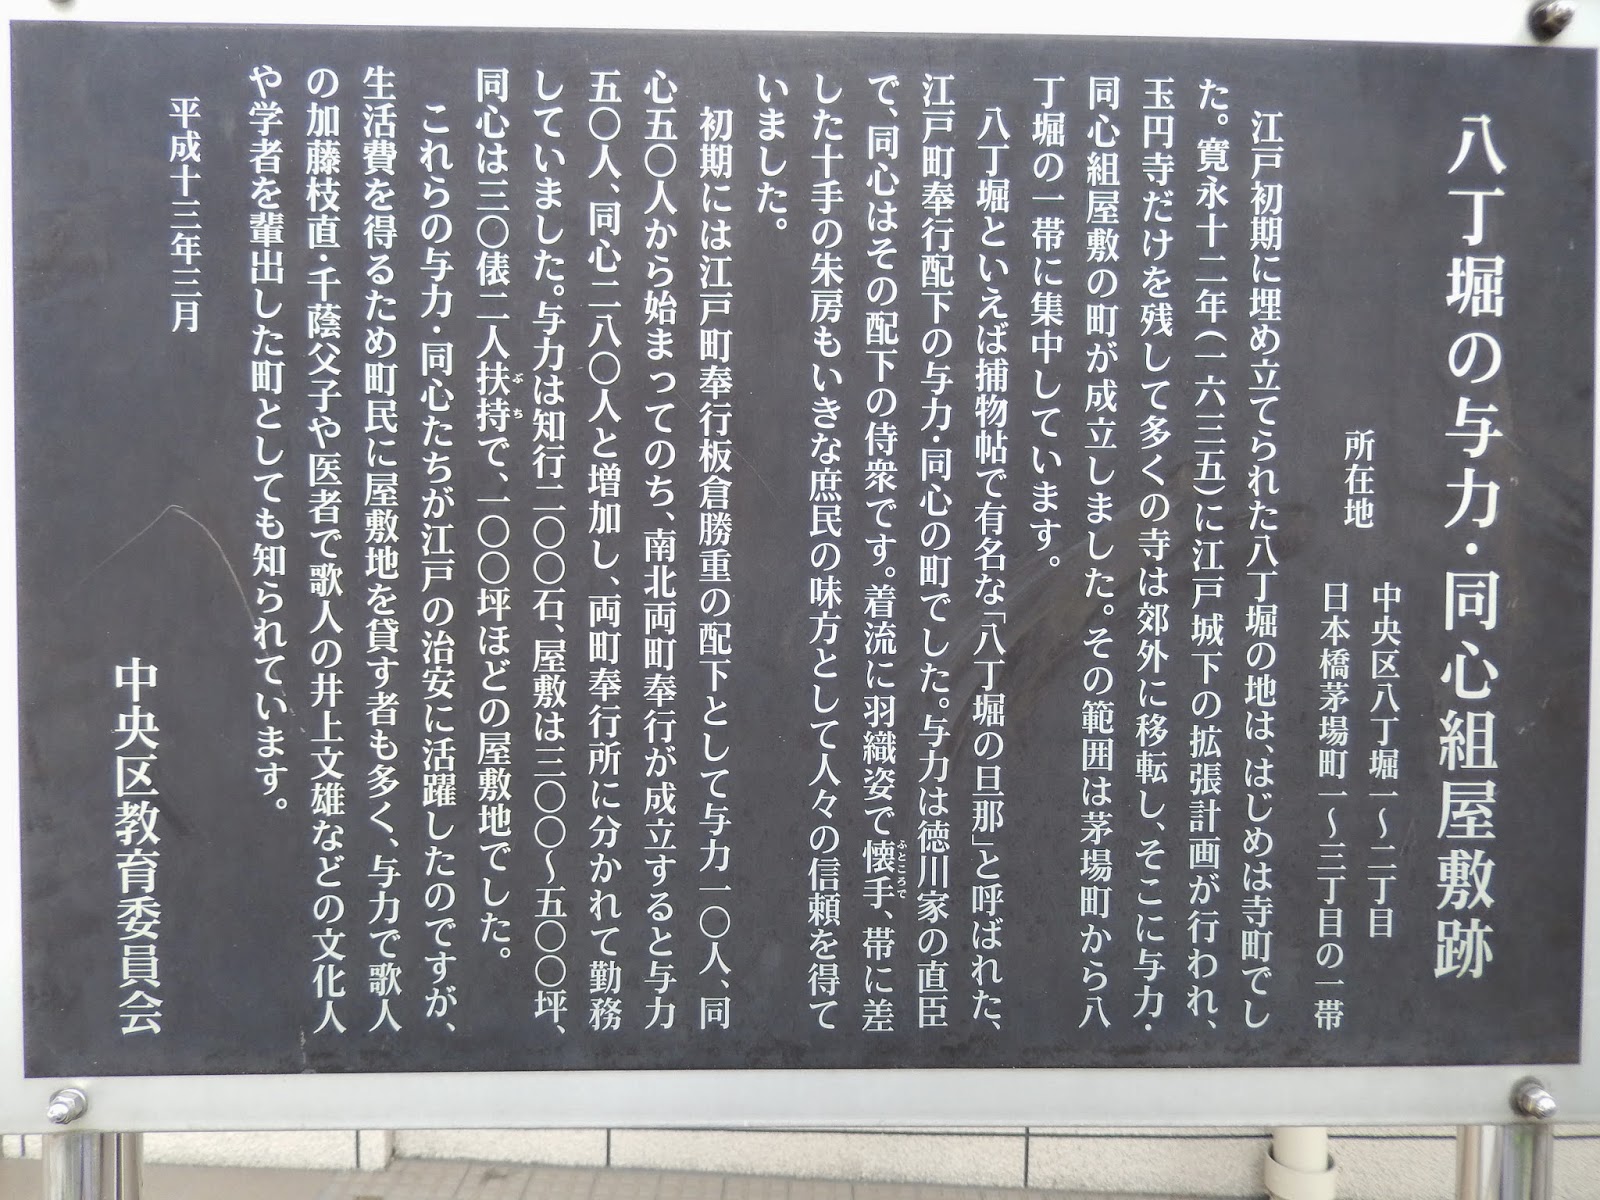 八丁堀の与力・同心組屋敷跡
所在地
中央区八丁堀一～二丁目
日本橋茅場町一～三丁目の一帯
江戸初期に埋め立てられた八丁堀の地は、はじめは寺町でし
た。寛永十二年（一六三五）に江戸城下の拡張計画が行われ、
玉円寺だけを残して多くの寺は郊外に移転し、そこに与力・
同心組屋敷の町が成立しました。その範囲は茅場町から八
丁堀の一帯に集中しています。
八丁堀といえば捕物帖で有名な「八丁堀の旦那」と呼ばれた、
江戸町奉行配下の与力・同心の町でした。与力は徳川家の直臣
で、同心はその配下の侍衆です。着流に羽織姿で懐手、帯に差
ふところで
した十手の朱房もいきな庶民の味方として人々の信頼を得て
いました。
初期には江戸町奉行板倉勝重の配下として与力一〇人、同
心五〇人から始まってのち、南北両町奉行が成立すると与力
五〇人、同心二八〇人と増加し、両町奉行所に分かれて勤務
していました。与力は知行二〇〇石、屋敷は三〇〇～五〇〇坪、
同心は三〇俵二人扶持で、一〇〇坪ほどの屋敷地でした。
ぶち
これらの与力・同心たちが江戸の治安に活躍したのですが、
生活費を得るため町民に屋敷地を貸す者も多く、与力で歌人
の加藤枝直・千蔭父子や医者で歌人の井上文雄などの文化人
や学者を輩出した町としても知られています。
平成十三年三月
中央区教育委員会